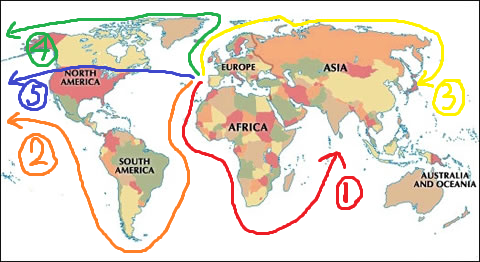 4
NORTH
AMERICA
EUROPE
ASIA
5
3
AFRICA
2
SOUTH
AMERICA
1
AUSTRALIA
AND OCEANIA